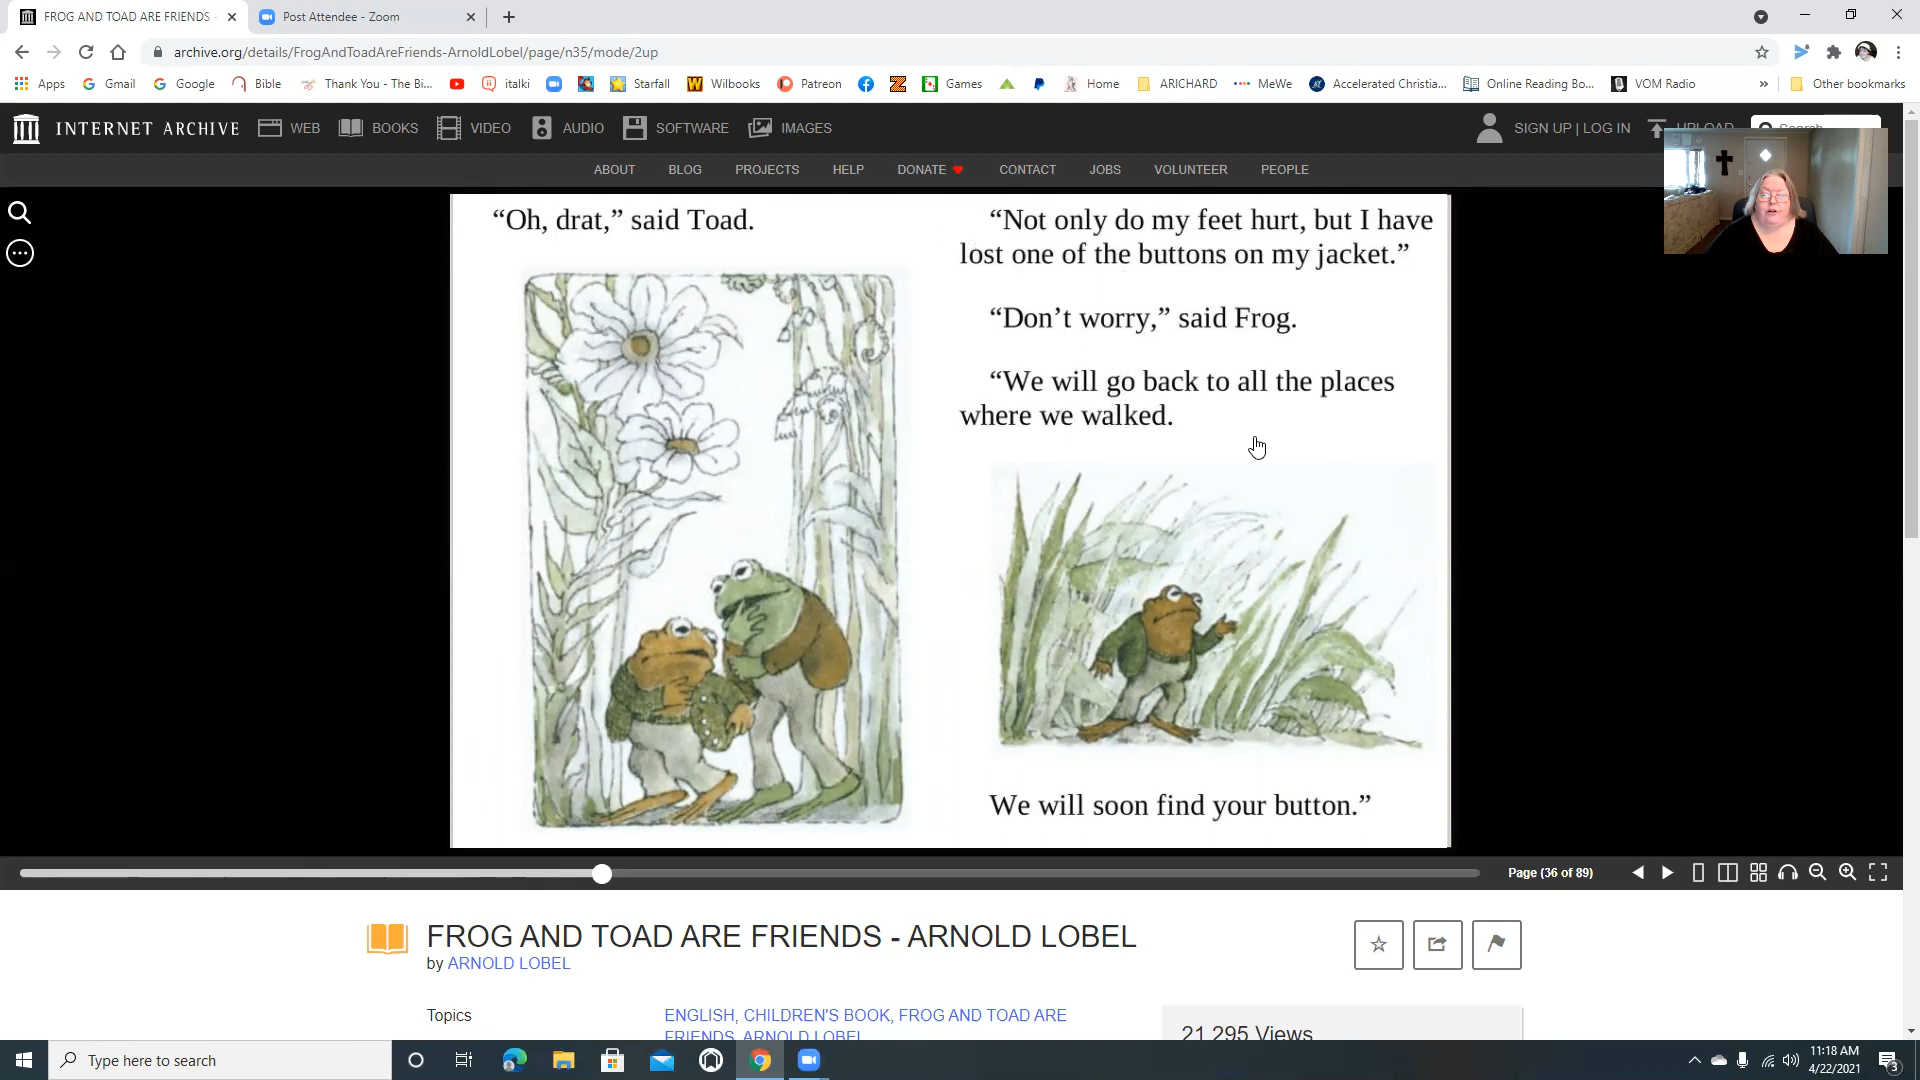 FROG AND TOAD ARE FRIENDS -
Post Attendee - Zoom
archive.org/details/FrogAndToadAreFriends-ArnoldLobel/page/n35/mode/2up
Apps Gmail Google Bible Thank You - The Bi... italki Starfall Wilbooks Patreon Games Home ARICHARD MeWe Accelerated Christia... Online Reading Bo... VOM Radio » Other bookmarks
INTERNET ARCHIVE WEB BOOKS VIDEO AUDIO SOFTWARE IMAGES SIGN UP | LOG IN UPLOAD Search
ABOUT BLOG PROJECTS HELP DONATE CONTACT JOBS VOLUNTEER PEOPLE
“Oh, drat,” said Toad.
“Not only do my feet hurt, but I have
lost one of the buttons on my jacket.”
“Don’t worry,” said Frog.
“We will go back to all the places
where we walked.
We will soon find your button.”
Page (36 of 89)
FROG AND TOAD ARE FRIENDS - ARNOLD LOBEL
by ARNOLD LOBEL
Topics ENGLISH, CHILDREN'S BOOK, FROG AND TOAD ARE
FRIENDS, ARNOLD LOBEL
21,295 Views
Type here to search
11:18 AM
4/22/2021
3